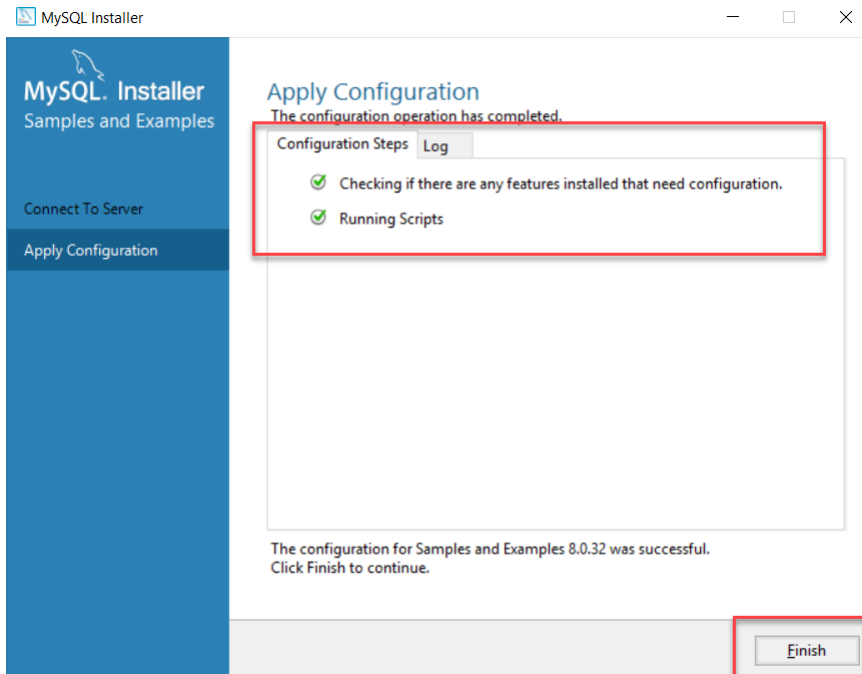 MySQL Installer
MySQL. Installer
Samples and Examples
Connect To Server
Apply Configuration
Apply Configuration
The configuration operation has completed.
Configuration Steps
Log
Checking if there are any features installed that need configuration.
Running Scripts
The configuration for Samples and Examples 8.0.32 was successful.
Click Finish to continue.
Finish